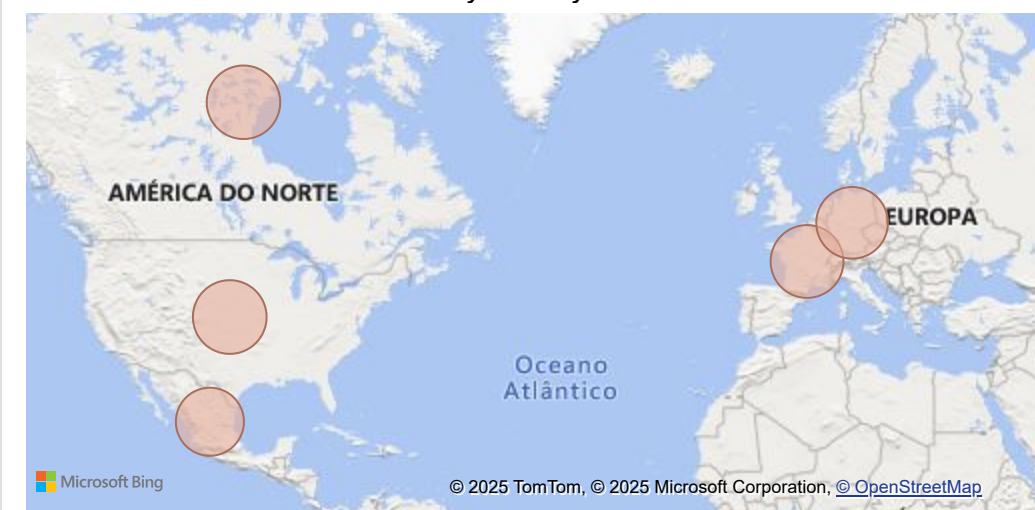 AMÉRICA DO NORTE
EUROPA
Oceano
Atlântico
Microsoft Bing
© 2025 TomTom, © 2025 Microsoft Corporation, © OpenStreetMap